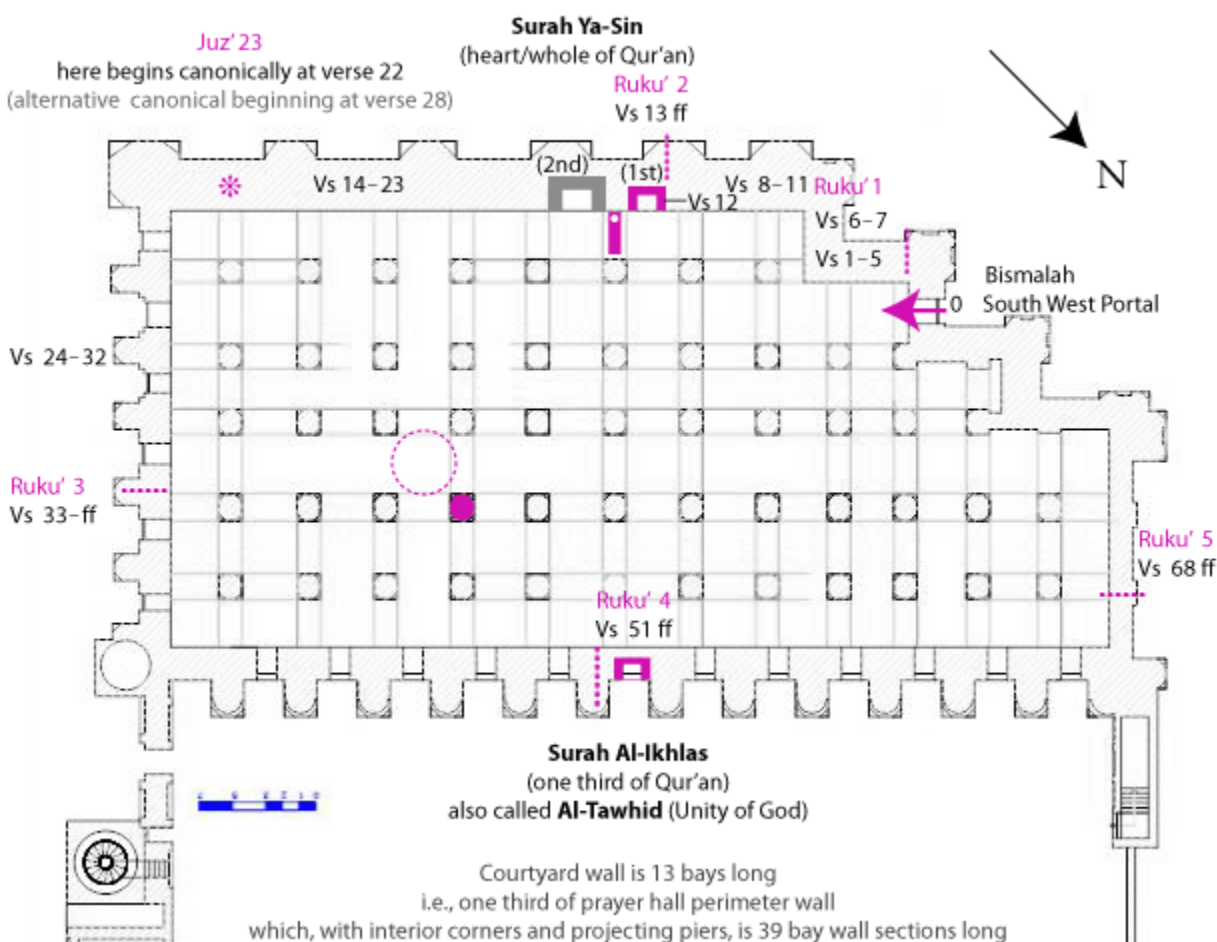 Surah Ya-Sin
(heart/whole of Qur'an)
Juz' 23
here begins canonically at verse 22
(alternative canonical beginning at verse 28)
Ruku' 2
Vs 13 ff
N
(2nd)
(1st)
Vs 14–23
Vs 8–11
Ruku' 1
Vs 12
Vs 6–7
Vs 1–5
Bismalah
0 South West Portal
Vs 24–32
Ruku' 3
Vs 33-ff
Ruku' 5
Vs 68 ff
Ruku' 4
Vs 51 ff
Surah Al-Ikhlas
(one third of Qur'an)
also called Al-Tawhid (Unity of God)
Courtyard wall is 13 bays long
i.e., one third of prayer hall perimeter wall
which, with interior corners and projecting piers, is 39 bay wall sections long